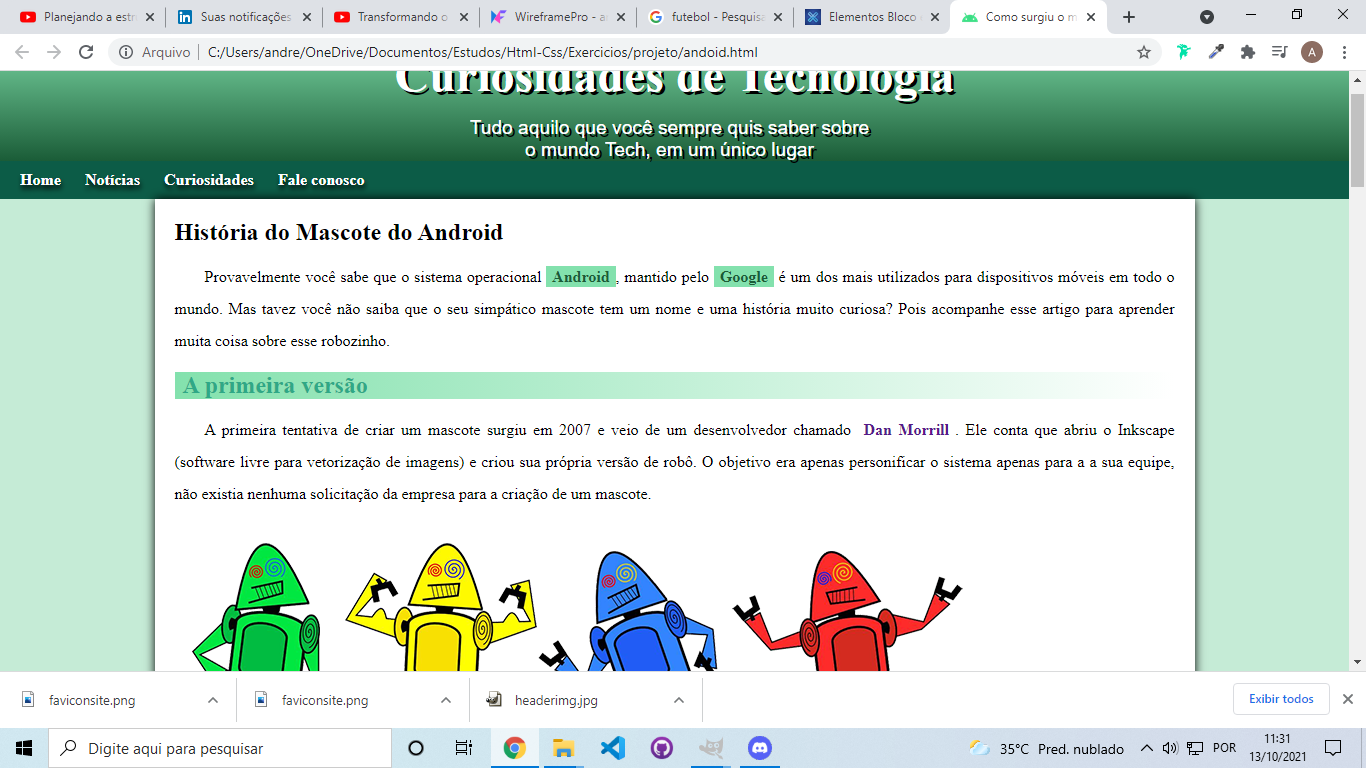 Planejando a estr
Suas notificações
Transformando o
WireframePro - a
futebol - Pesquisa
Elementos Bloco
Como surgiu o m
Arquivo
C:/Users/andre/OneDrive/Documentos/Estudos/Html-Css/Exercicios/projeto/andoid.html
A
Curiosidades de Tecnologia
Tudo aquilo que você sempre quis saber sobre
o mundo Tech, em um único lugar
Home Notícias Curiosidades Fale conosco
História do Mascote do Android
Provavelmente você sabe que o sistema operacional Android , mantido pelo Google é um dos mais utilizados para dispositivos móveis em todo o
mundo. Mas tavez você não saiba que o seu simpático mascote tem um nome e uma história muito curiosa? Pois acompanhe esse artigo para aprender
muita coisa sobre esse robozinho.
A primeira versão
A primeira tentativa de criar um mascote surgiu em 2007 e veio de um desenvolvedor chamado Dan Morrill . Ele conta que abriu o Inkscape
(software livre para vetorização de imagens) e criou sua própria versão de robô. O objetivo era apenas personificar o sistema apenas para a a sua equipe,
não existia nenhuma solicitação da empresa para a criação de um mascote.
faviconsite.png
faviconsite.png
headerimg.jpg
Exibir todos
Digite aqui para pesquisar
35°C Pred. nublado
POR
11:31
13/10/2021